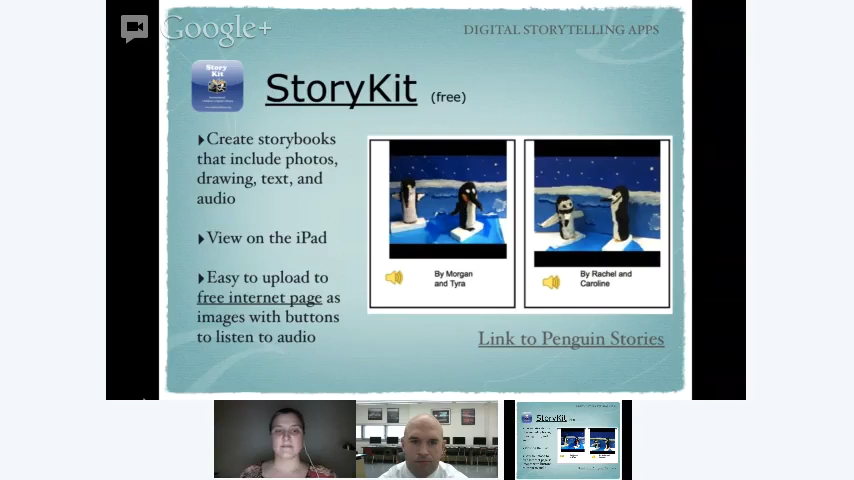 Google+
DIGITAL STORYTELLING APPS
Story
Kit
StoryKit (free)
Create storybooks
that include photos,
drawing, text, and
audio
View on the iPad
Easy to upload to
free internet page as
images with buttons
to listen to audio
By Morgan
and Tyra
By Rachel and
Caroline
Link to Penguin Stories
StoryKit